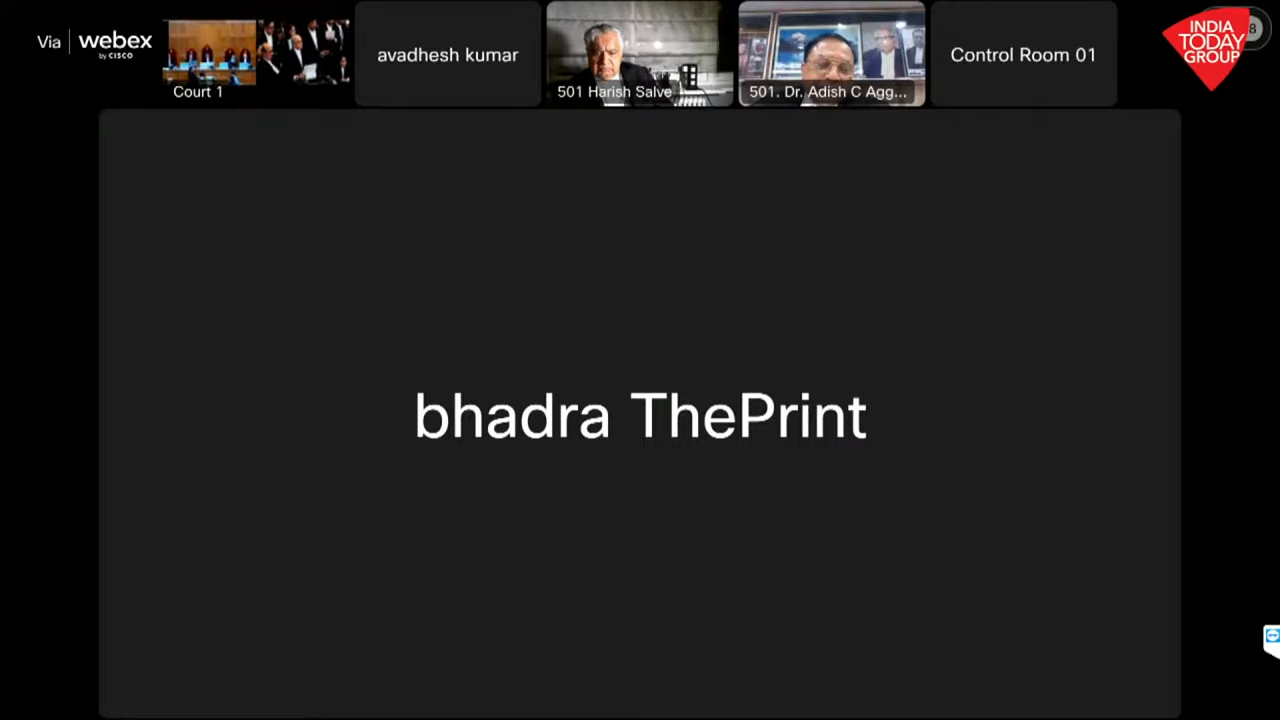 Via webex
by CISCO
Court 1
avadhesh kumar
501 Harish Salve
501. Dr. Adish C Agg...
Control Room 01
8
INDIA
TODAY
GROUP
bhadra ThePrint